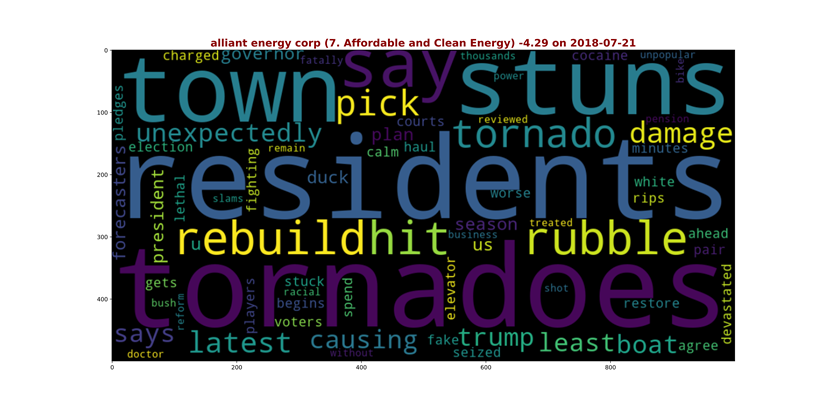 alliant energy corp (7. Affordable and Clean Energy) -4.29 on 2018-07-21
0
100
200
300
400
0
200
400
600
800
charged governor fatally say thousands cocaine unpopular
town stuns power bike
pledges pick courts reviewed pension
unexpectedly plan tornado damage
election remain calm haul minutes
forecasters residents
president lethal fighting duck white
slams worse rips
season treated
rebuild hit business rubble ahead
u us pair
tornadoes
gets stuck elevator shot devastated
bush racial spend restore
reform players begins
voters
says latest causing fake trump least boat agree
doctor without seized